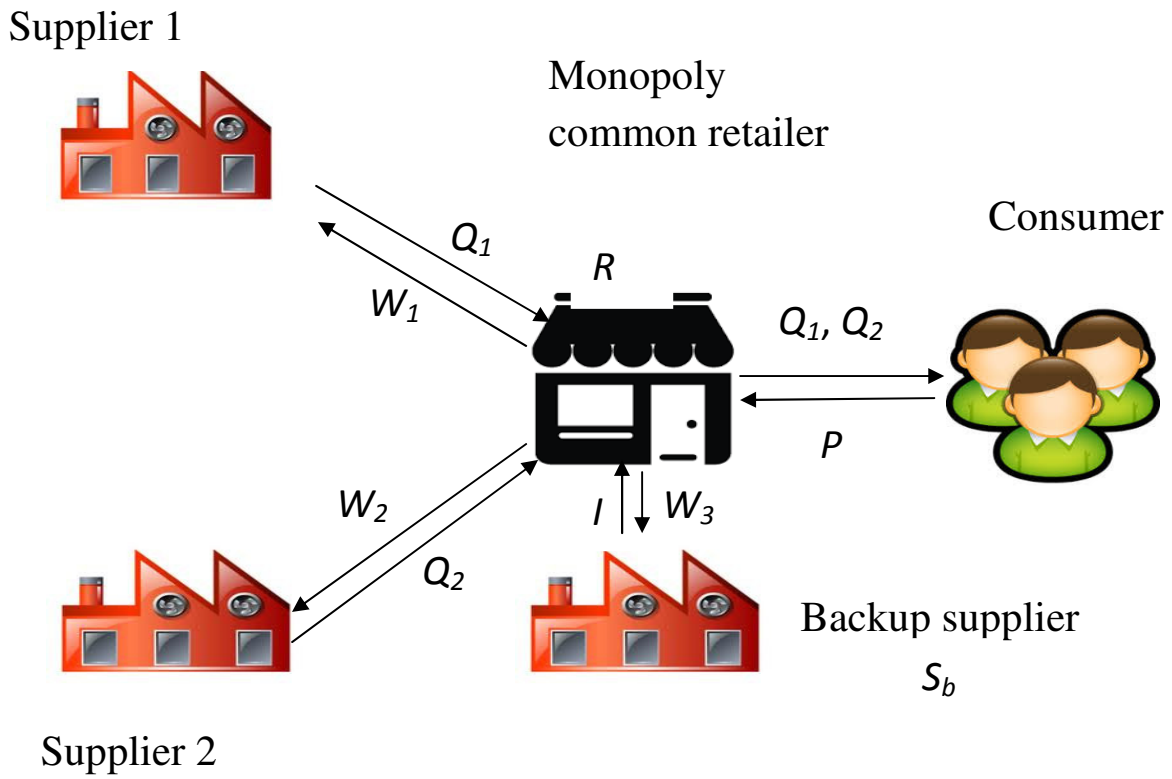 Supplier 1
Monopoly
common retailer
Consumer
Q1
R
W1
Q1, Q2
P
W2
I
W3
Q2
Backup supplier
Sb
Supplier 2